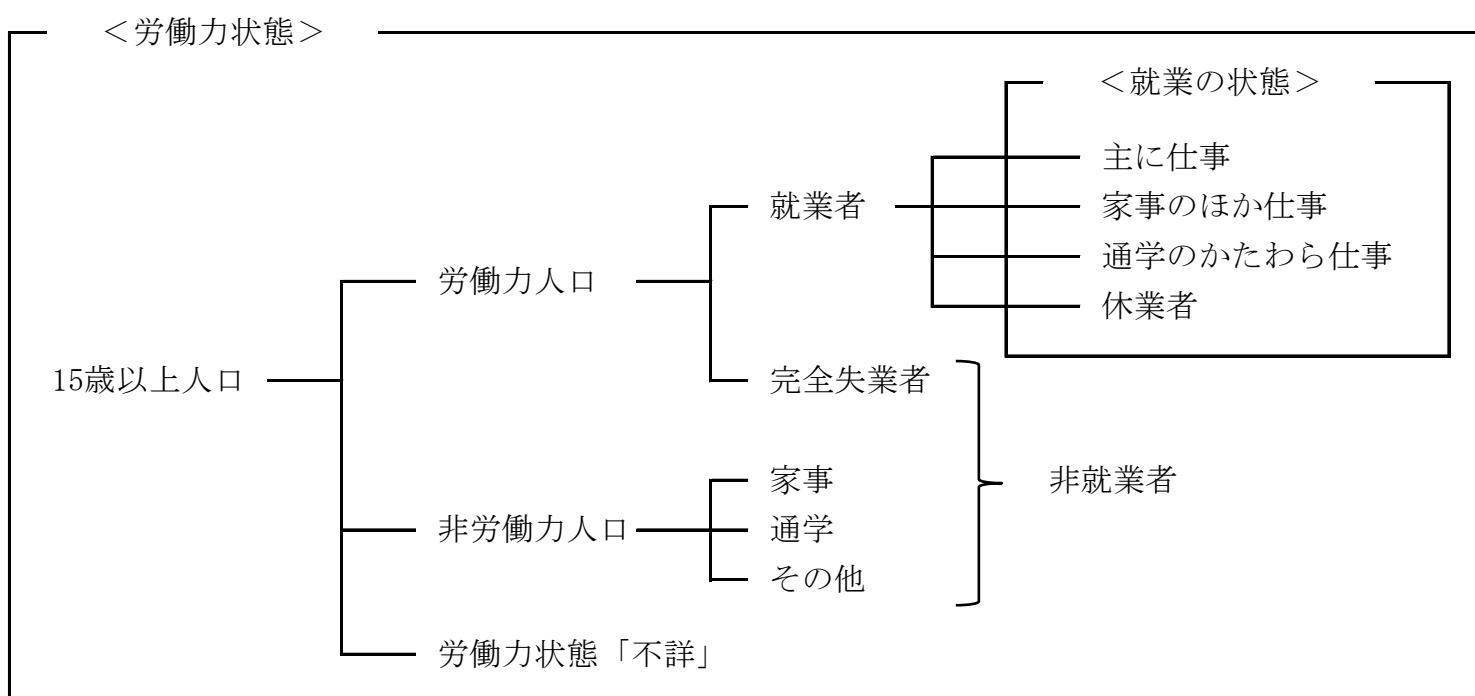 ＜労働力状態＞
＜就業の状態＞
主に仕事
就業者
家事のほか仕事
通学のかたわら仕事
労働力人口
休業者
15歳以上人口
完全失業者
家事
非就業者
非労働力人口
通学
その他
労働力状態「不詳」